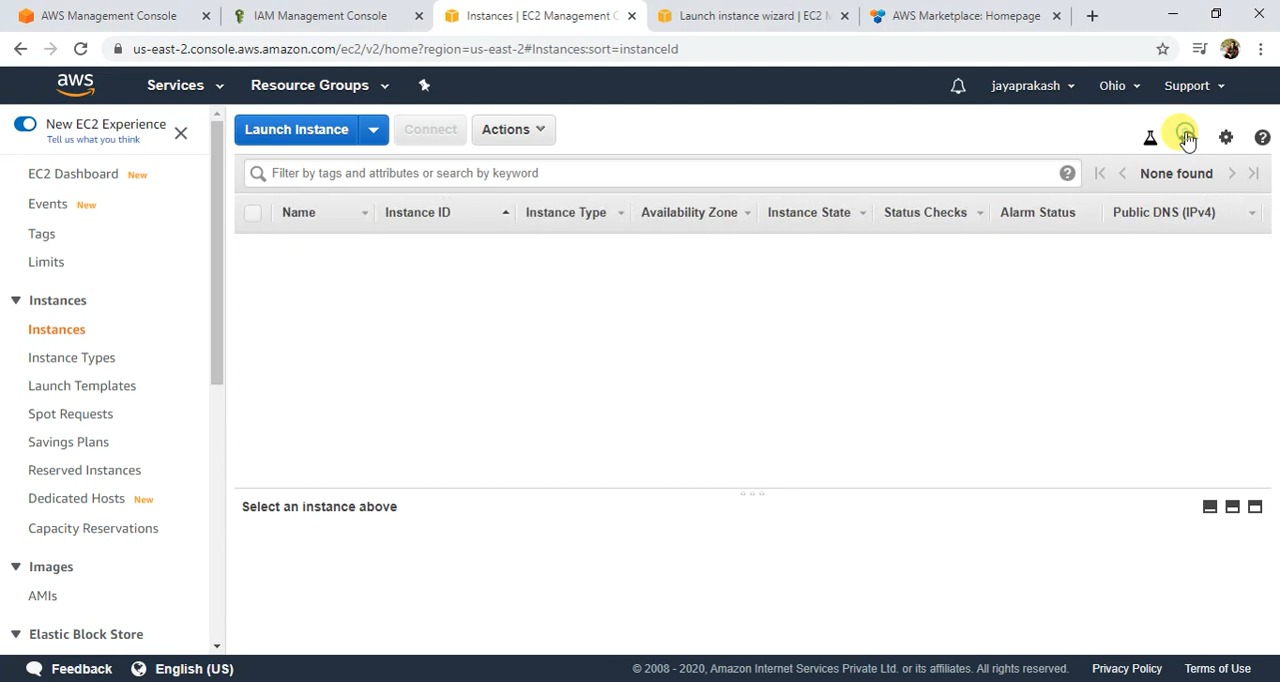 AWS Management Console
IAM Management Console
Instances | EC2 Management C
Launch instance wizard | EC2 M
AWS Marketplace: Homepage
us-east-2.console.aws.amazon.com/ec2/v2/home?region=us-east-2#Instances:sort=instanceId
aws
Services
Resource Groups
jayaprakash
Ohio
Support
New EC2 Experience
Tell us what you think
Launch Instance
Connect
Actions
Filter by tags and attributes or search by keyword
None found
Name
Instance ID
Instance Type
Availability Zone
Instance State
Status Checks
Alarm Status
Public DNS (IPv4)
EC2 Dashboard New
Events New
Tags
Limits
Instances
Instances
Instance Types
Launch Templates
Spot Requests
Savings Plans
Reserved Instances
Dedicated Hosts New
Capacity Reservations
Images
AMIs
Elastic Block Store
Select an instance above
Feedback
English (US)
© 2008 - 2020, Amazon Internet Services Private Ltd. or its affiliates. All rights reserved.
Privacy Policy
Terms of Use